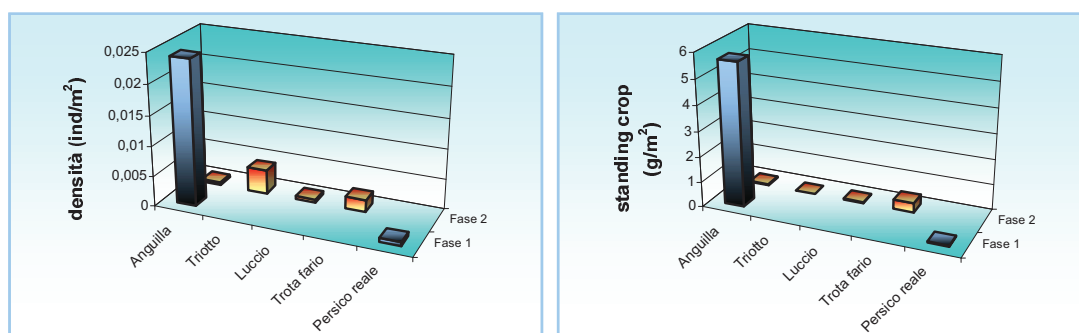 densità (ind/m²)
0,025
0,02
0,015
0,01
0,005
0
Anguilla
Triotto
Luccio
Trota fario
Persico reale
Fase 1
Fase 2
standing crop
(g/m²)
6
5
4
3
2
1
0
Anguilla
Triotto
Luccio
Trota fario
Persico reale
Fase 1
Fase 2